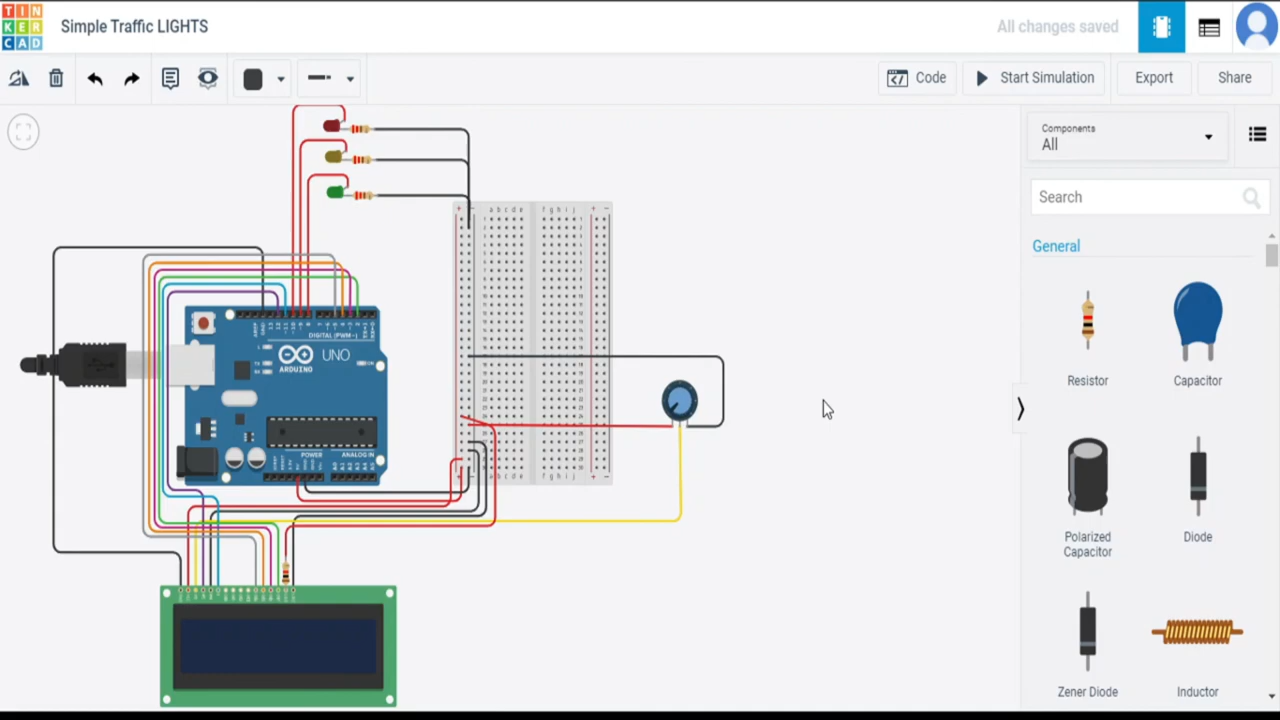 TIN
KER
CAD
Simple Traffic LIGHTS
All changes saved
Code
Start Simulation
Export
Share
Components
All
Search
General
Resistor
Capacitor
Polarized
Capacitor
Diode
Zener Diode
Inductor
DIGITAL (PWM~)
UNO
ARDUINO
POWER
ANALOG IN